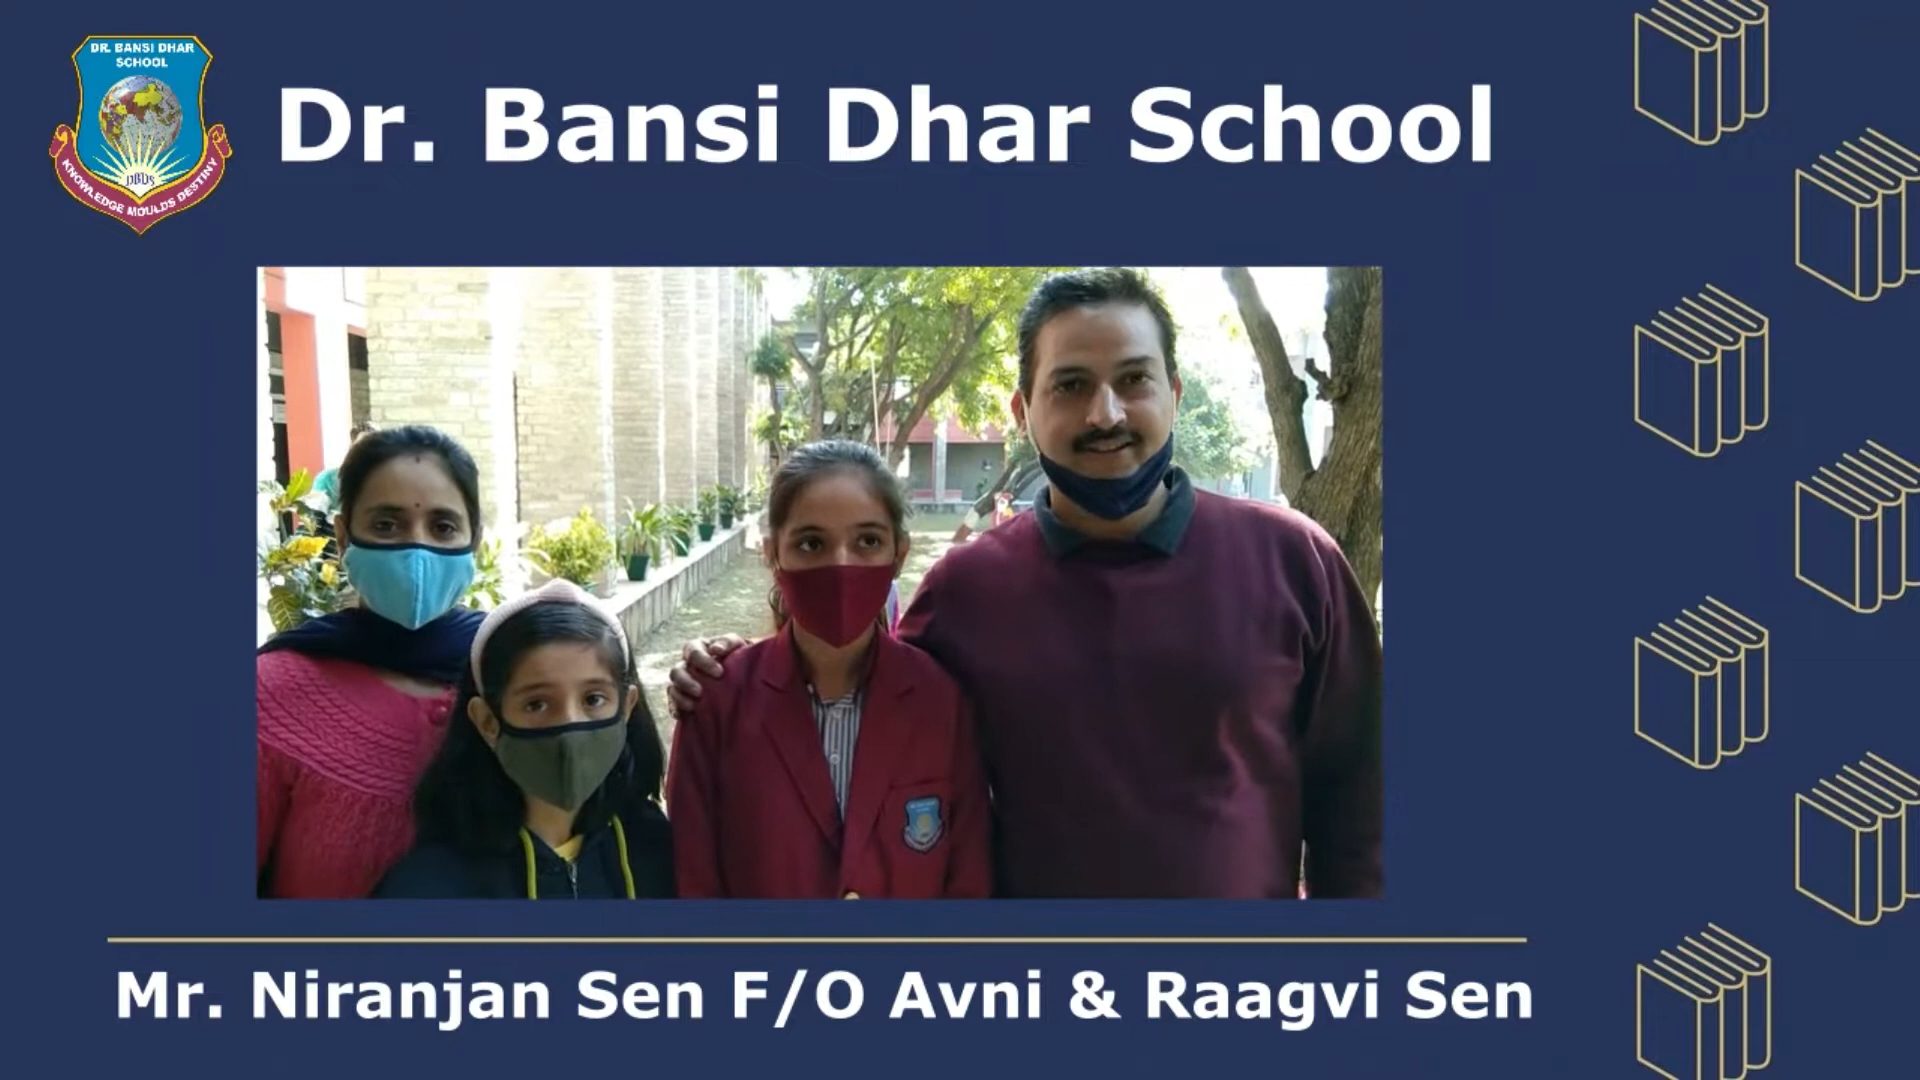 DR. BANSI DHAR
SCHOOL
DBDS
KNOWLEDGE MOULDS DESTINY
Dr. Bansi Dhar School
Mr. Niranjan Sen F/O Avni & Raagvi Sen